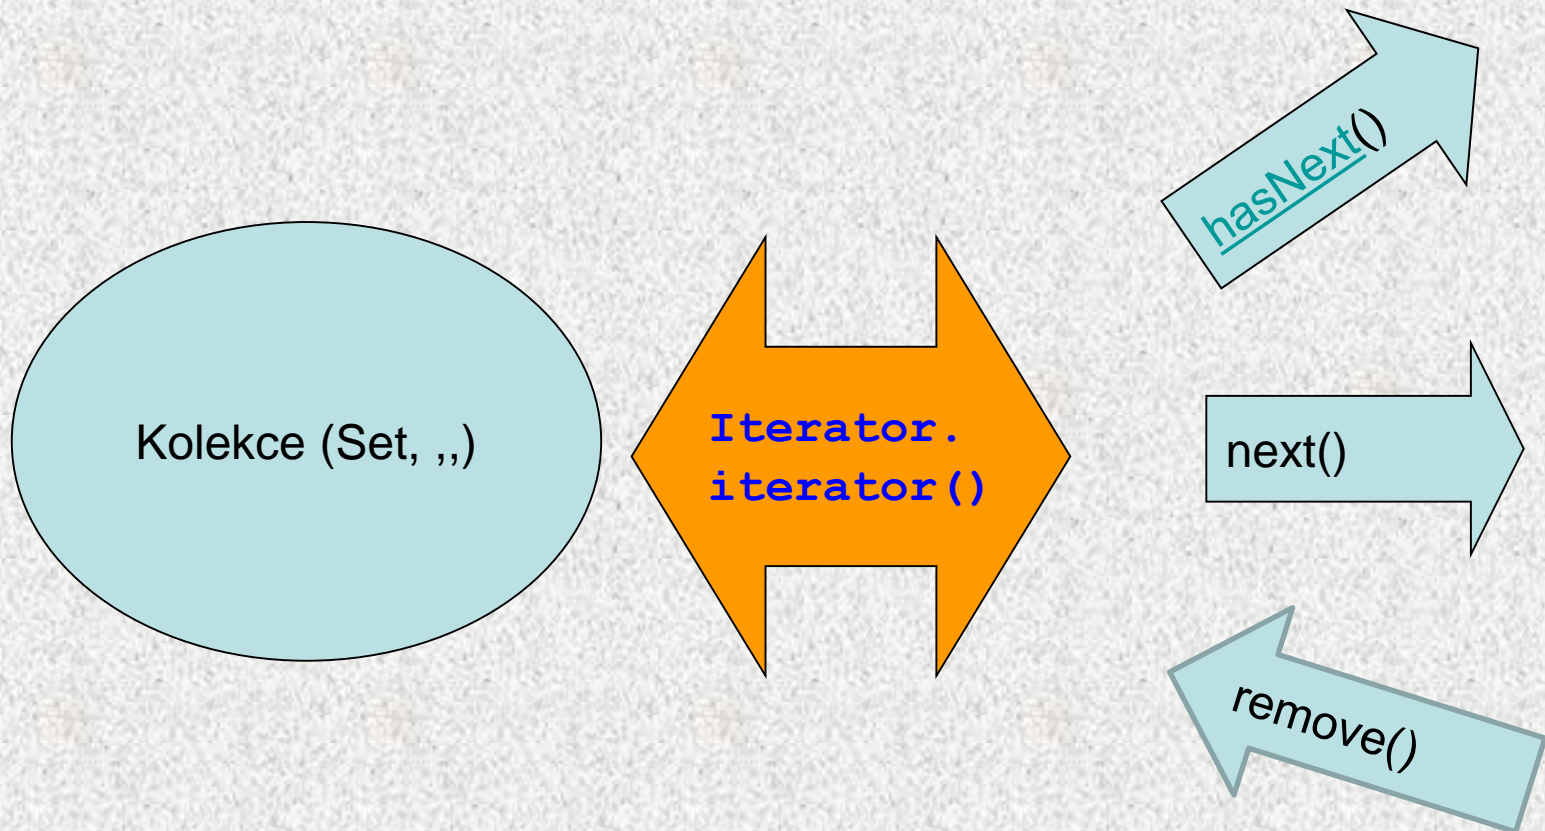 Kolekce (Set, ,,)
Iterator.
iterator()
hasNext()
next()
remove()